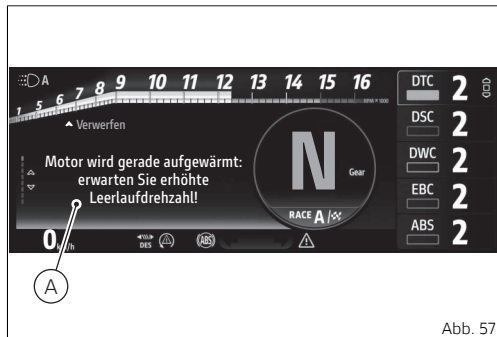 A
1 5 6 7 8 9 10 11 12 13 14 15 16
RPM × 1000
Verwerfen
Motor wird gerade aufgewärmt:
erwarten Sie erhöhte
Leerlaufdrehzahl!
N
Gear
RACE A
DTC 2
DSC 2
DWC 2
EBC 2
ABS 2
0 km/h
DES
ABS
A
Abb. 57